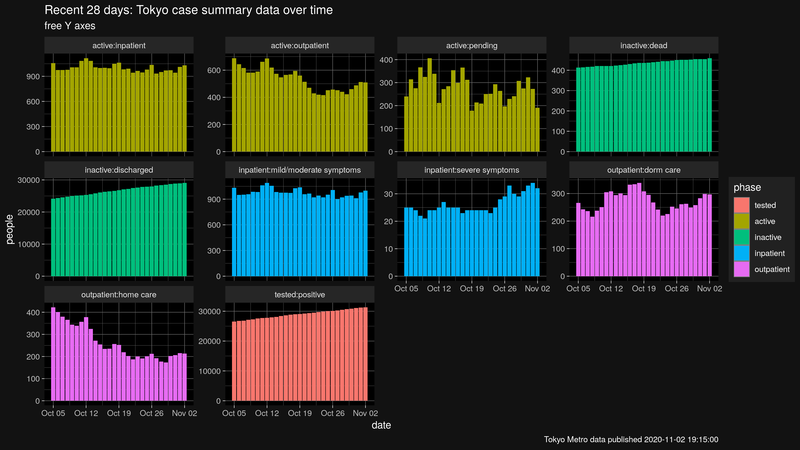 Recent 28 days: Tokyo case summary data over time
free Y axes
active:inpatient
active:outpatient
active:pending
inactive:dead
900
600
300
0
600
400
200
0
400
300
200
100
0
400
300
200
100
0
inactive:discharged
inpatient:mild/moderate symptoms
inpatient:severe symptoms
outpatient:dorm care
30000
20000
10000
0
900
600
300
0
30
20
10
0
300
200
100
0
Oct 05 Oct 12 Oct 19 Oct 26 Nov 02
Oct 05 Oct 12 Oct 19 Oct 26 Nov 02
outpatient:home care
tested:positive
400
300
200
100
0
30000
20000
10000
0
Oct 05 Oct 12 Oct 19 Oct 26 Nov 02
Oct 05 Oct 12 Oct 19 Oct 26 Nov 02
people
date
phase
tested
active
inactive
inpatient
outpatient
Tokyo Metro data published 2020-11-02 19:15:00